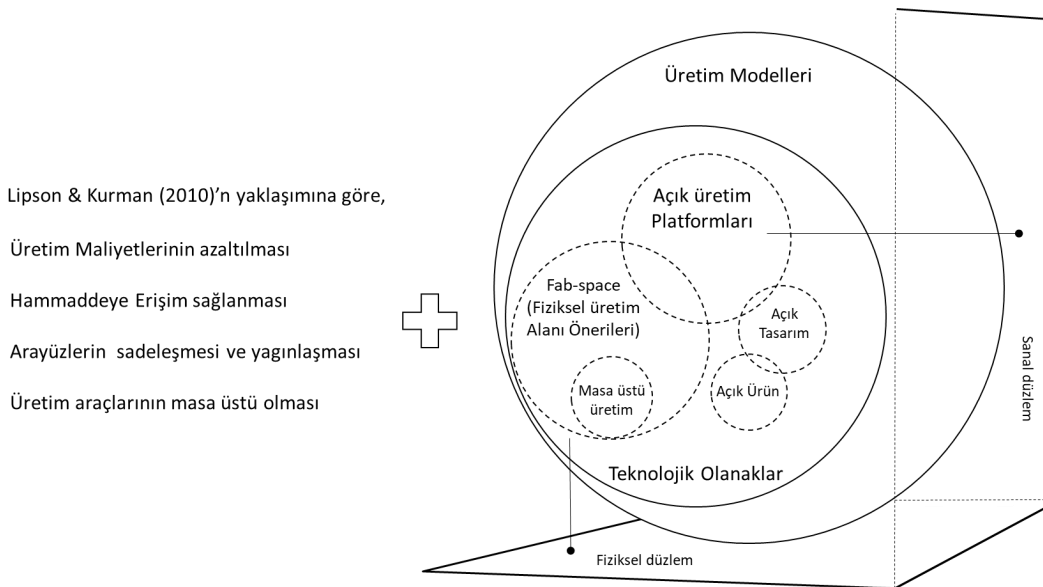 Lipson & Kurman (2010)'n yaklaşımına göre,
Üretim Maliyetlerinin azaltılması
Hammaddeye Erişim sağlanması
Arayüzlerin sadeleşmesi ve yagınlaşması
Üretim araçlarının masa üstü olması
Üretim Modelleri
Açık üretim
Platformları
Fab-space
(Fiziksel üretim
Alanı Önerileri)
Açık
Tasarım
Masa üstü
üretim
Açık Ürün
Teknolojik Olanaklar
Sanal düzlem
Fiziksel düzlem